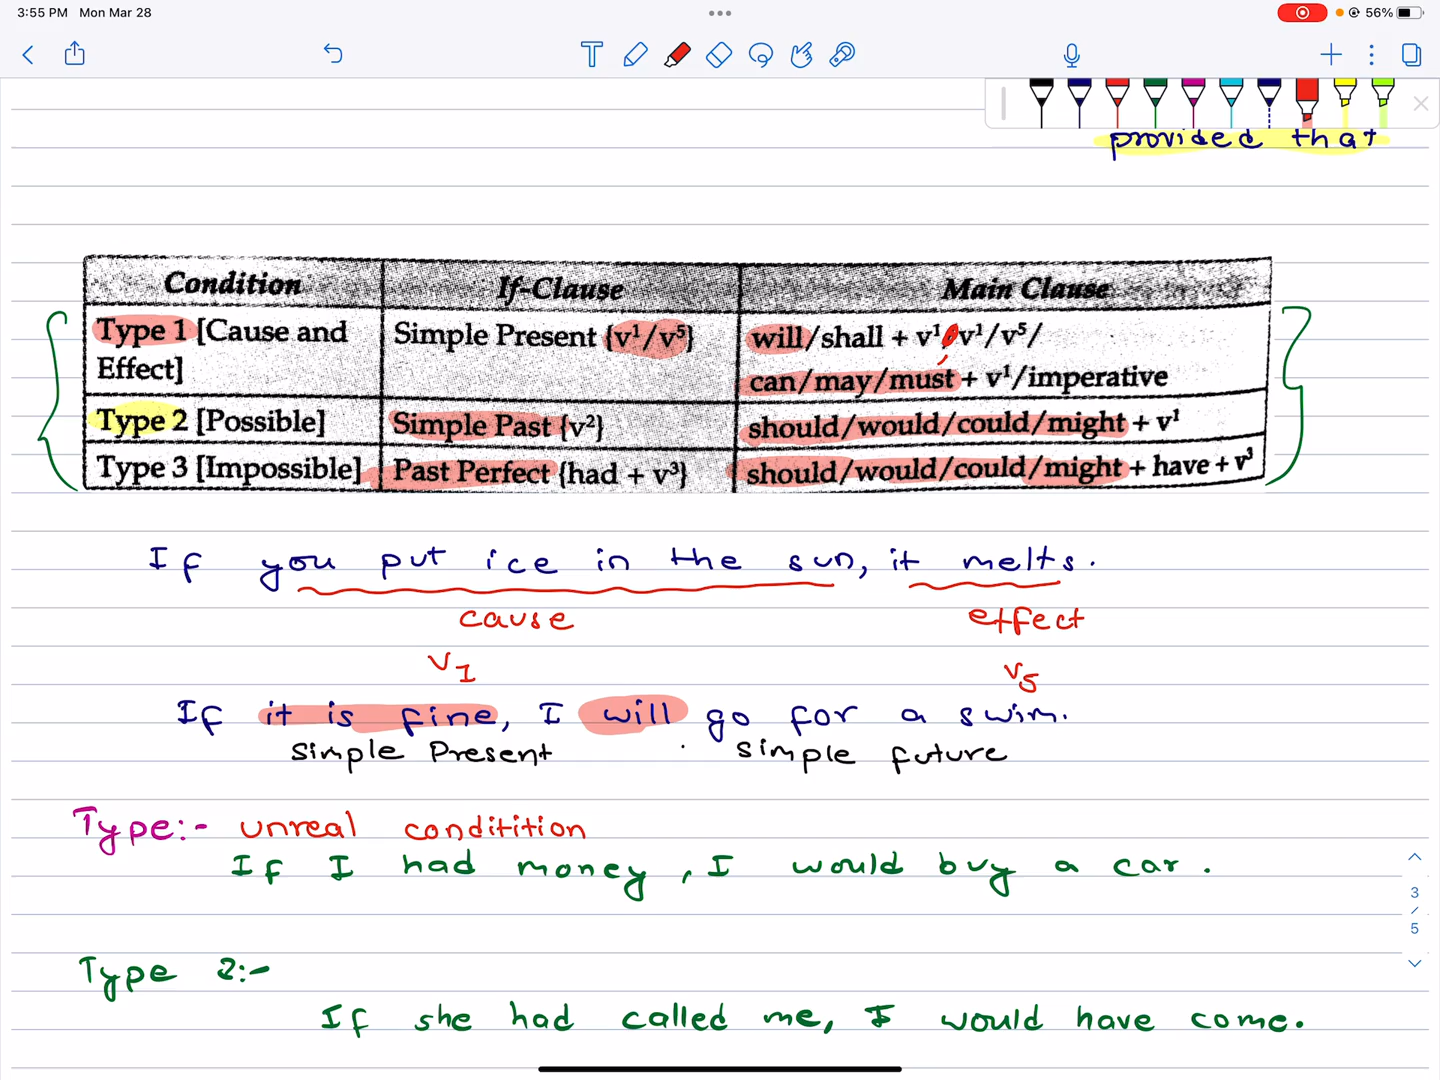 3:55 PM Mon Mar 28
56%
provided that
Condition If-Clause Main Clause
Type 1 [Cause and Effect] Simple Present {v¹/v⁵} will/shall + v¹, v¹/v⁵/
can/may/must + v¹/imperative
Type 2 [Possible] Simple Past {v²} should/would/could/might + v¹
Type 3 [Impossible] Past Perfect {had + v³} should/would/could/might + have + v³
If you put ice in the sun, it melts.
cause effect
V1 V5
If it is fine, I will go for a swim.
simple Present simple future
Type:- unreal conditition
If I had money, I would buy a car.
Type 2:-
If she had called me, I would have come.
3
/
5